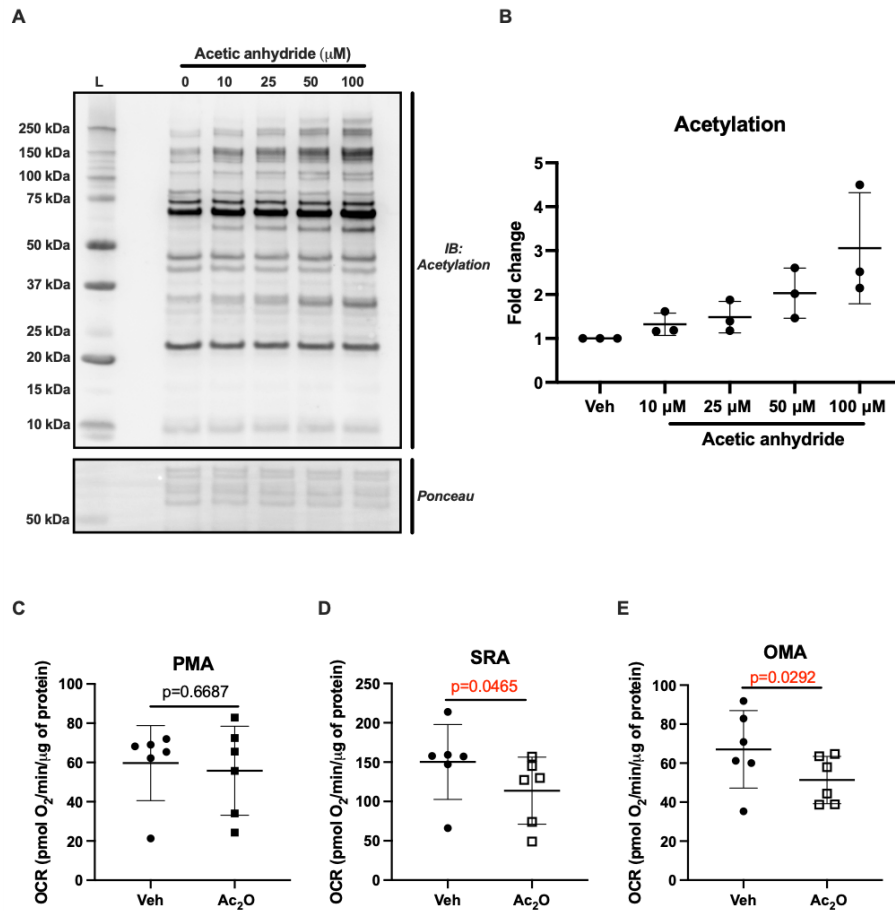 A
Acetic anhydride (μM)
L 0 10 25 50 100
250 kDa
150 kDa
100 kDa
75 kDa
50 kDa
37 kDa
25 kDa
20 kDa
15 kDa
10 kDa
IB:
Acetylation
50 kDa
Ponceau
B
Acetylation
Fold change
5
4
3
2
1
0
Veh 10 μM 25 μM 50 μM 100 μM
Acetic anhydride
C
PMA
p=0.6687
OCR (pmol O2/min/μg of protein)
100
80
60
40
20
0
Veh Ac2O
D
SRA
p=0.0465
OCR (pmol O2/min/μg of protein)
250
200
150
100
50
0
Veh Ac2O
E
OMA
p=0.0292
OCR (pmol O2/min/μg of protein)
100
80
60
40
20
0
Veh Ac2O